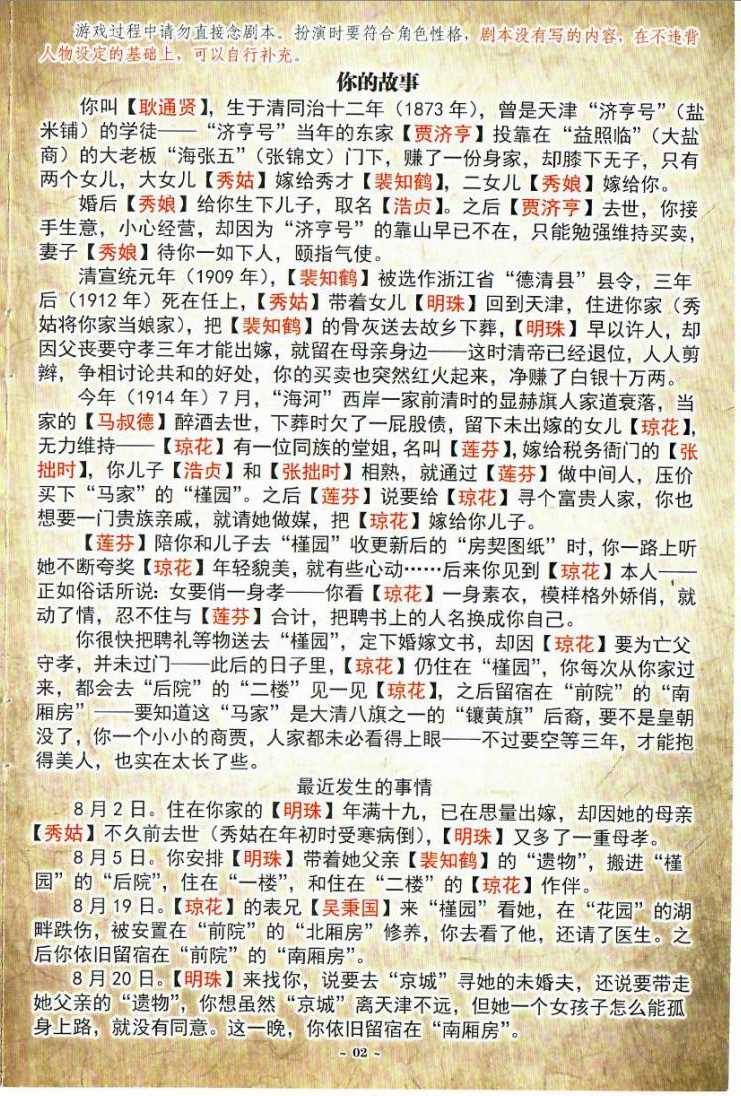 游戏过程中请勿直接念剧本。扮演时要符合角色性格，剧本没有写的内容，在不违背
人物设定的基础上，可以自行补充。
你的故事
你叫【耿通贤】，生于清同治十二年（1873年），曾是天津“济亨号”（盐
米铺）的学徒——“济亨号”当年的东家【贾济亨】投靠在“益照临”（大盐
商）的大老板“海张五”（张锦文）门下，赚了一份身家，却膝下无子，只有
两个女儿，大女儿【秀姑】嫁给秀才【裴知鹤】，二女儿【秀娘】嫁给你。
婚后【秀娘】给你生下儿子，取名【浩贞】。之后【贾济亨】去世，你接
手生意，小心经营，却因为“济亨号”的靠山早已不在，只能勉强维持买卖，
妻子【秀娘】待你一如下人，颐指气使。
清宣统元年（1909年），【裴知鹤】被选作浙江省“德清县”县令，三年
后（1912年）死在任上，【秀姑】带着女儿【明珠】回到天津，住进你家（秀
姑将你家当娘家），把【裴知鹤】的骨灰送去故乡下葬，【明珠】早以许人，却
因父丧要守孝三年才能出嫁，就留在母亲身边——这时清帝已经退位，人人剪
辫，争相讨论共和的好处，你的买卖也突然红火起来，净赚了白银十万两。
今年（1914年）7月，“海河”西岸一家前清时的显赫旗人家道衰落，当
家的【马叔德】醉酒去世，下葬时欠了一屁股债，留下未出嫁的女儿【琼花】，
无力维持——【琼花】有一位同族的堂姐，名叫【莲芬】，嫁给税务衙门的【张
拙时】，你儿子【浩贞】和【张拙时】相熟，就通过【莲芬】做中间人，压价
买下“马家”的“槿园”。之后【莲芬】说要给【琼花】寻个富贵人家，你也
想要一门贵族亲戚，就请她做媒，把【琼花】嫁给你儿子。
【莲芬】陪你和儿子去“槿园”收更新后的“房契图纸”时，你一路上听
她不断夸奖【琼花】年轻貌美，就有些心动……后来你见到【琼花】本人——
正如俗话所说：女要俏一身孝——你看【琼花】一身素衣，模样格外娇俏，就
动了情，忍不住与【莲芬】合计，把聘书上的人名换成你自己。
你很快把聘礼等物送去“槿园”，定下婚嫁文书，却因【琼花】要为亡父
守孝，并未过门——此后的日子里，【琼花】仍住在“槿园”，你每次从你家过
来，都会去“后院”的“二楼”见一见【琼花】，之后留宿在“前院”的“南
厢房”——要知道这“马家”是大清八旗之一的“镶黄旗”后裔，要不是皇朝
没了，你一个小小的商贾，人家都未必看得上眼——不过要空等三年，才能抱
得美人，也实在太长了些。
最近发生的事情
8月2日。住在你家的【明珠】年满十九，已在思量出嫁，却因她的母亲
【秀姑】不久前去世（秀姑在年初时受寒病倒），【明珠】又多了一重母孝。
8月5日。你安排【明珠】带着她父亲【裴知鹤】的“遗物”，搬进“槿
园”的“后院”，住在“一楼”，和住在“二楼”的【琼花】作伴。
8月19日。【琼花】的表兄【吴秉国】来“槿园”看她，在“花园”的湖
畔跌伤，被安置在“前院”的“北厢房”修养，你去看了他，还请了医生。之
后你依旧留宿在“前院”的“南厢房”。
8月20日。【明珠】来找你，说要去“京城”寻她的未婚夫，还说要带走
她父亲的“遗物”，你想虽然“京城”离天津不远，但她一个女孩子怎么能孤
身上路，就没有同意。这一晚，你依旧留宿在“南厢房”。
~ 02 ~